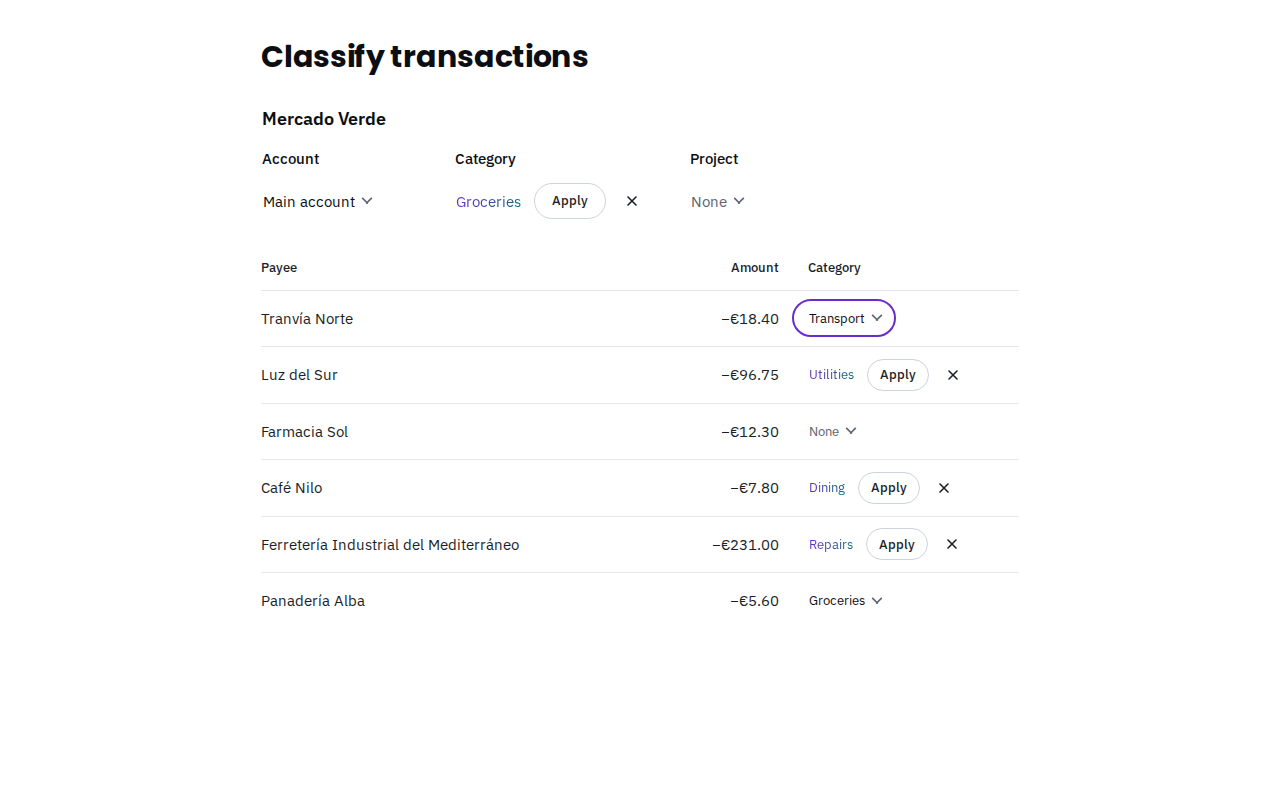 Classify transactions
Mercado Verde
Account Category Project
Main account Groceries Apply None
Payee Amount Category
Tranvía Norte −€18.40 Transport
Luz del Sur −€96.75 Utilities Apply
Farmacia Sol −€12.30 None
Café Nilo −€7.80 Dining Apply
Ferretería Industrial del Mediterráneo −€231.00 Repairs Apply
Panadería Alba −€5.60 Groceries